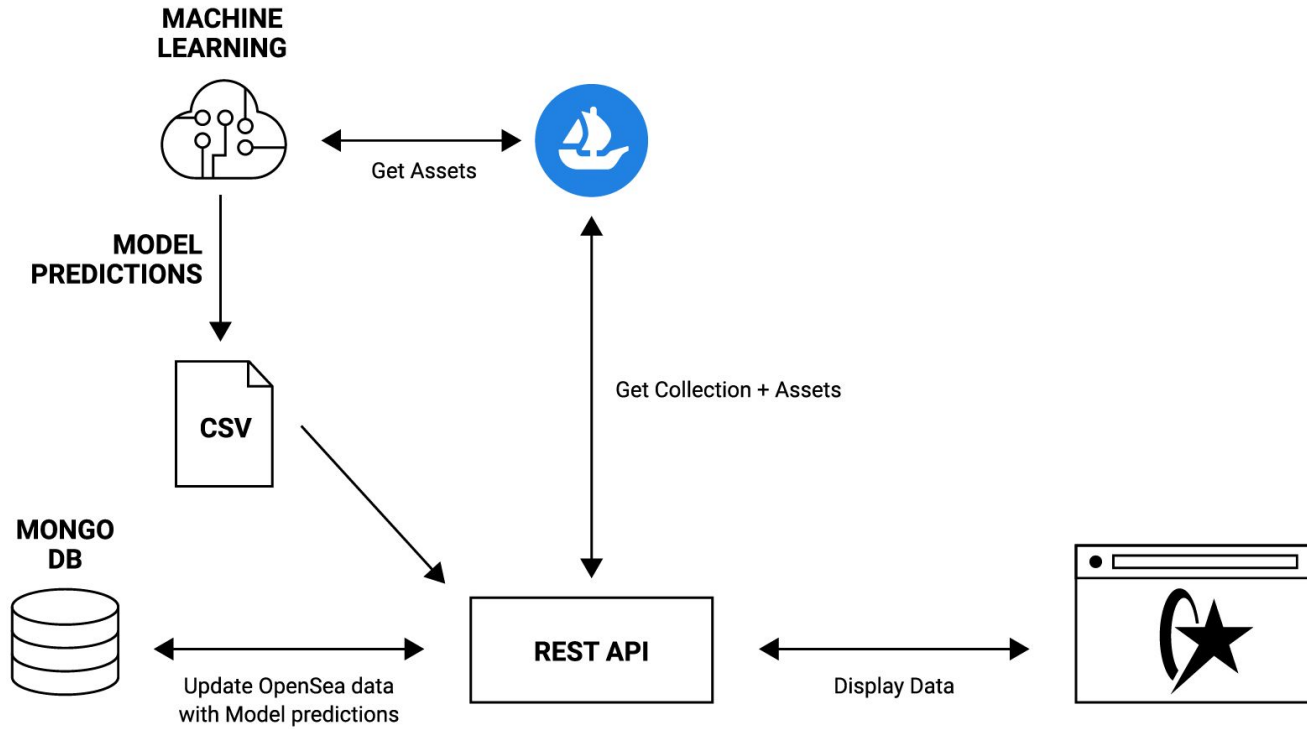 MACHINE
LEARNING
Get Assets
MODEL
PREDICTIONS
Get Collection + Assets
CSV
MONGO
DB
REST API
Update OpenSea data
with Model predictions
Display Data